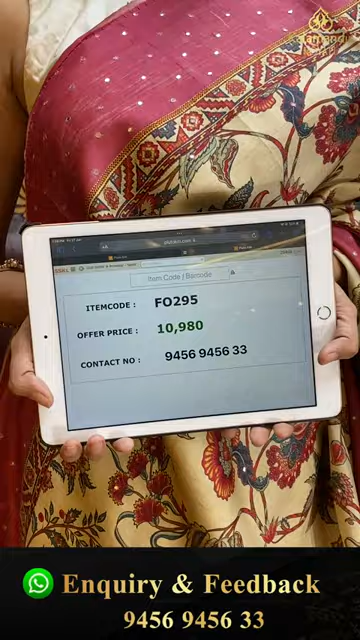 Item Code | Barcode
ITEMCODE : FO295
OFFER PRICE : 10,980
CONTACT NO : 9456 9456 33
Enquiry & Feedback
9456 9456 33